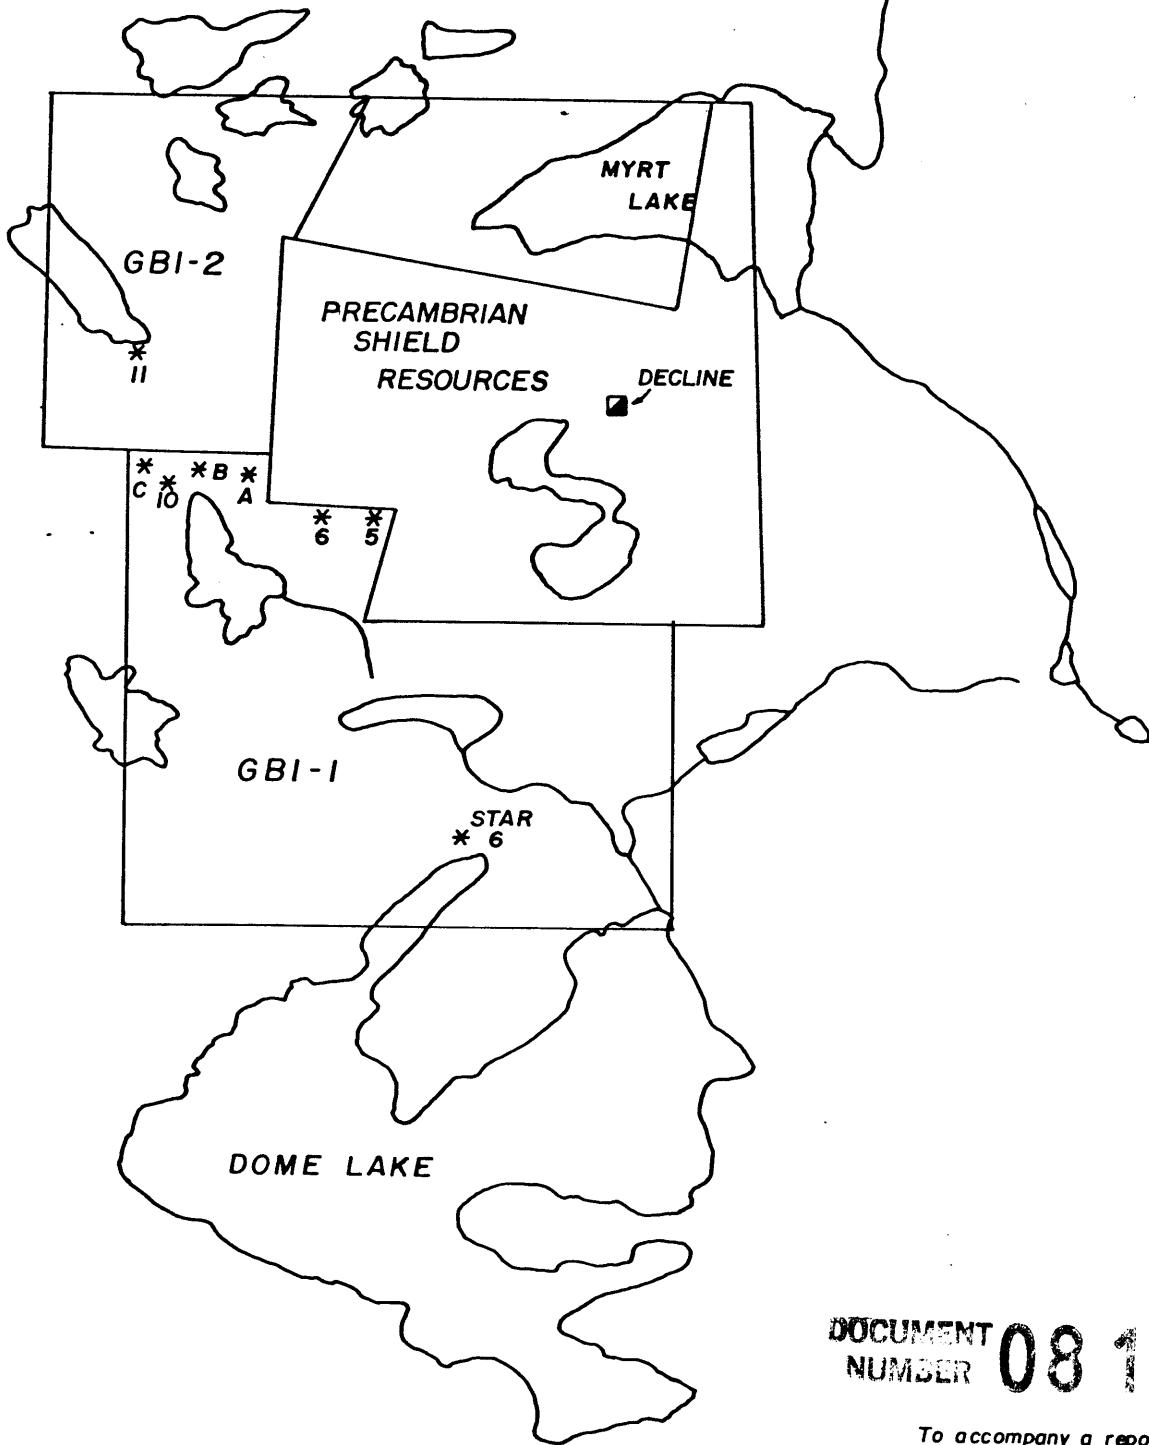 MYRT
LAKE
GBI-2
PRECAMBRIAN
SHIELD
RESOURCES
DECLINE
* 11
* C
* 10
* B
* A
* 6
* 5
GBI-1
STAR
* 6
DOME LAKE
DOCUMENT
NUMBER
081
To accompany a repo